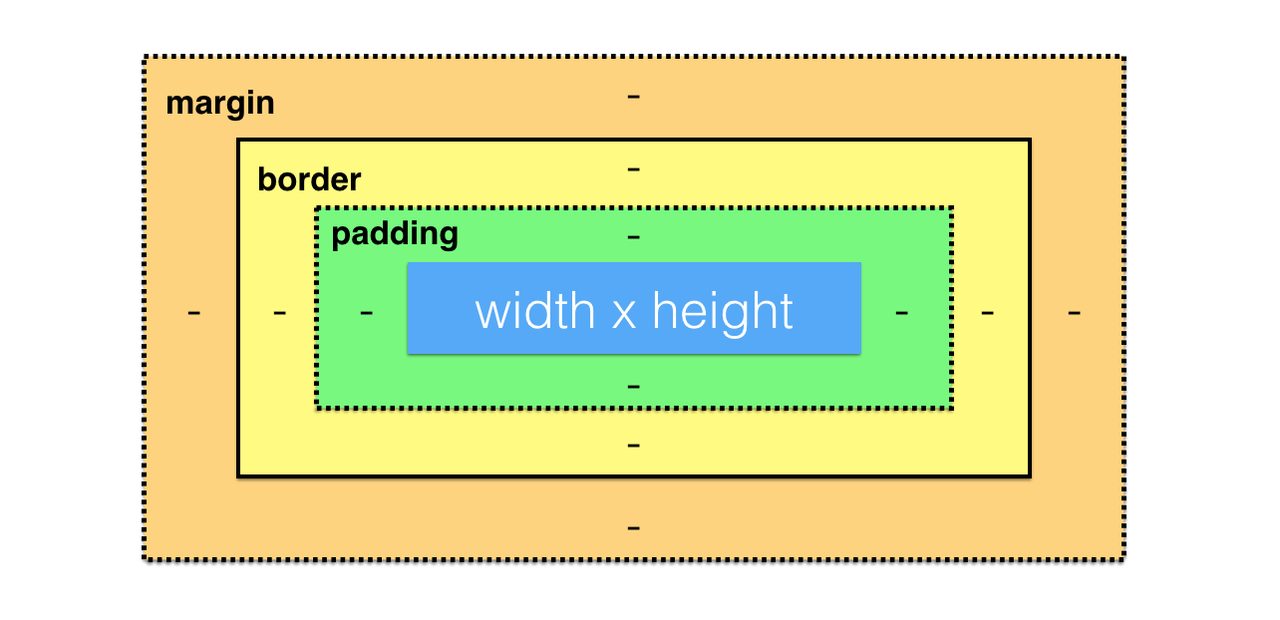 margin
-
border
-
padding
-
- - - width x height - - -
-
-
-